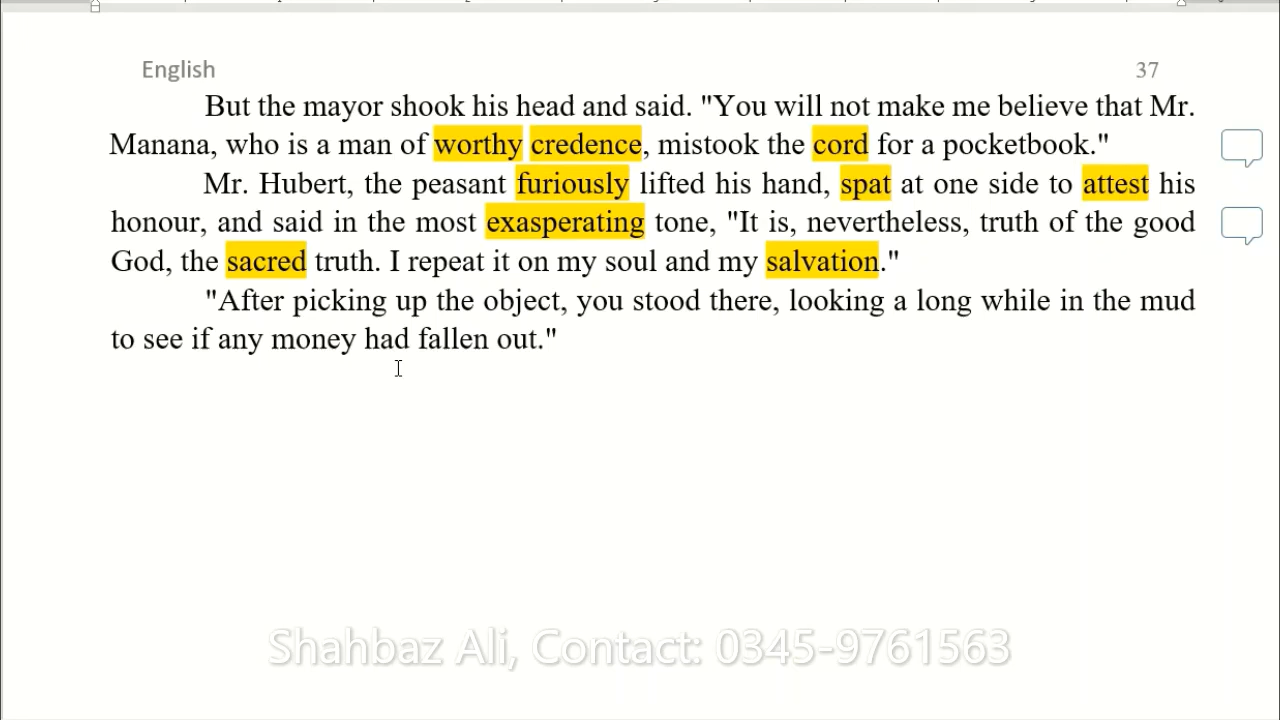 English 37
But the mayor shook his head and said. "You will not make me believe that Mr.
Manana, who is a man of worthy credence, mistook the cord for a pocketbook."
Mr. Hubert, the peasant furiously lifted his hand, spat at one side to attest his
honour, and said in the most exasperating tone, "It is, nevertheless, truth of the good
God, the sacred truth. I repeat it on my soul and my salvation."
"After picking up the object, you stood there, looking a long while in the mud
to see if any money had fallen out."
Shahbaz Ali, Contact: 0345-9761563